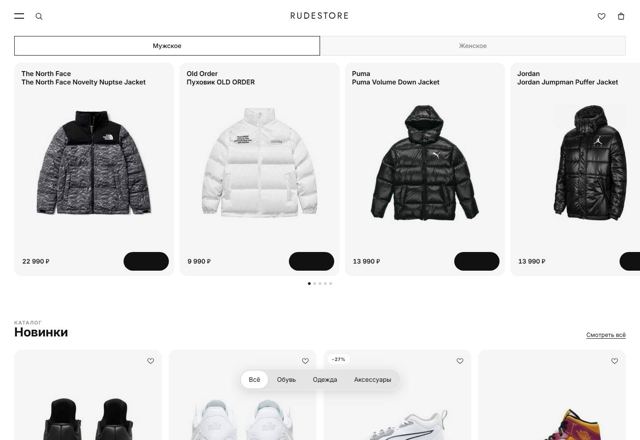 RUDESTORE
Мужское
Женское
The North Face
The North Face Novelty Nuptse Jacket
Old Order
Пуховик OLD ORDER
Puma
Puma Volume Down Jacket
Jordan
Jordan Jumpman Puffer Jacket
22 990 ₽
9 990 ₽
13 990 ₽
13 990 ₽
КАТАЛОГ
Новинки
Смотреть всё
-27%
Всё
Обувь
Одежда
Аксессуары